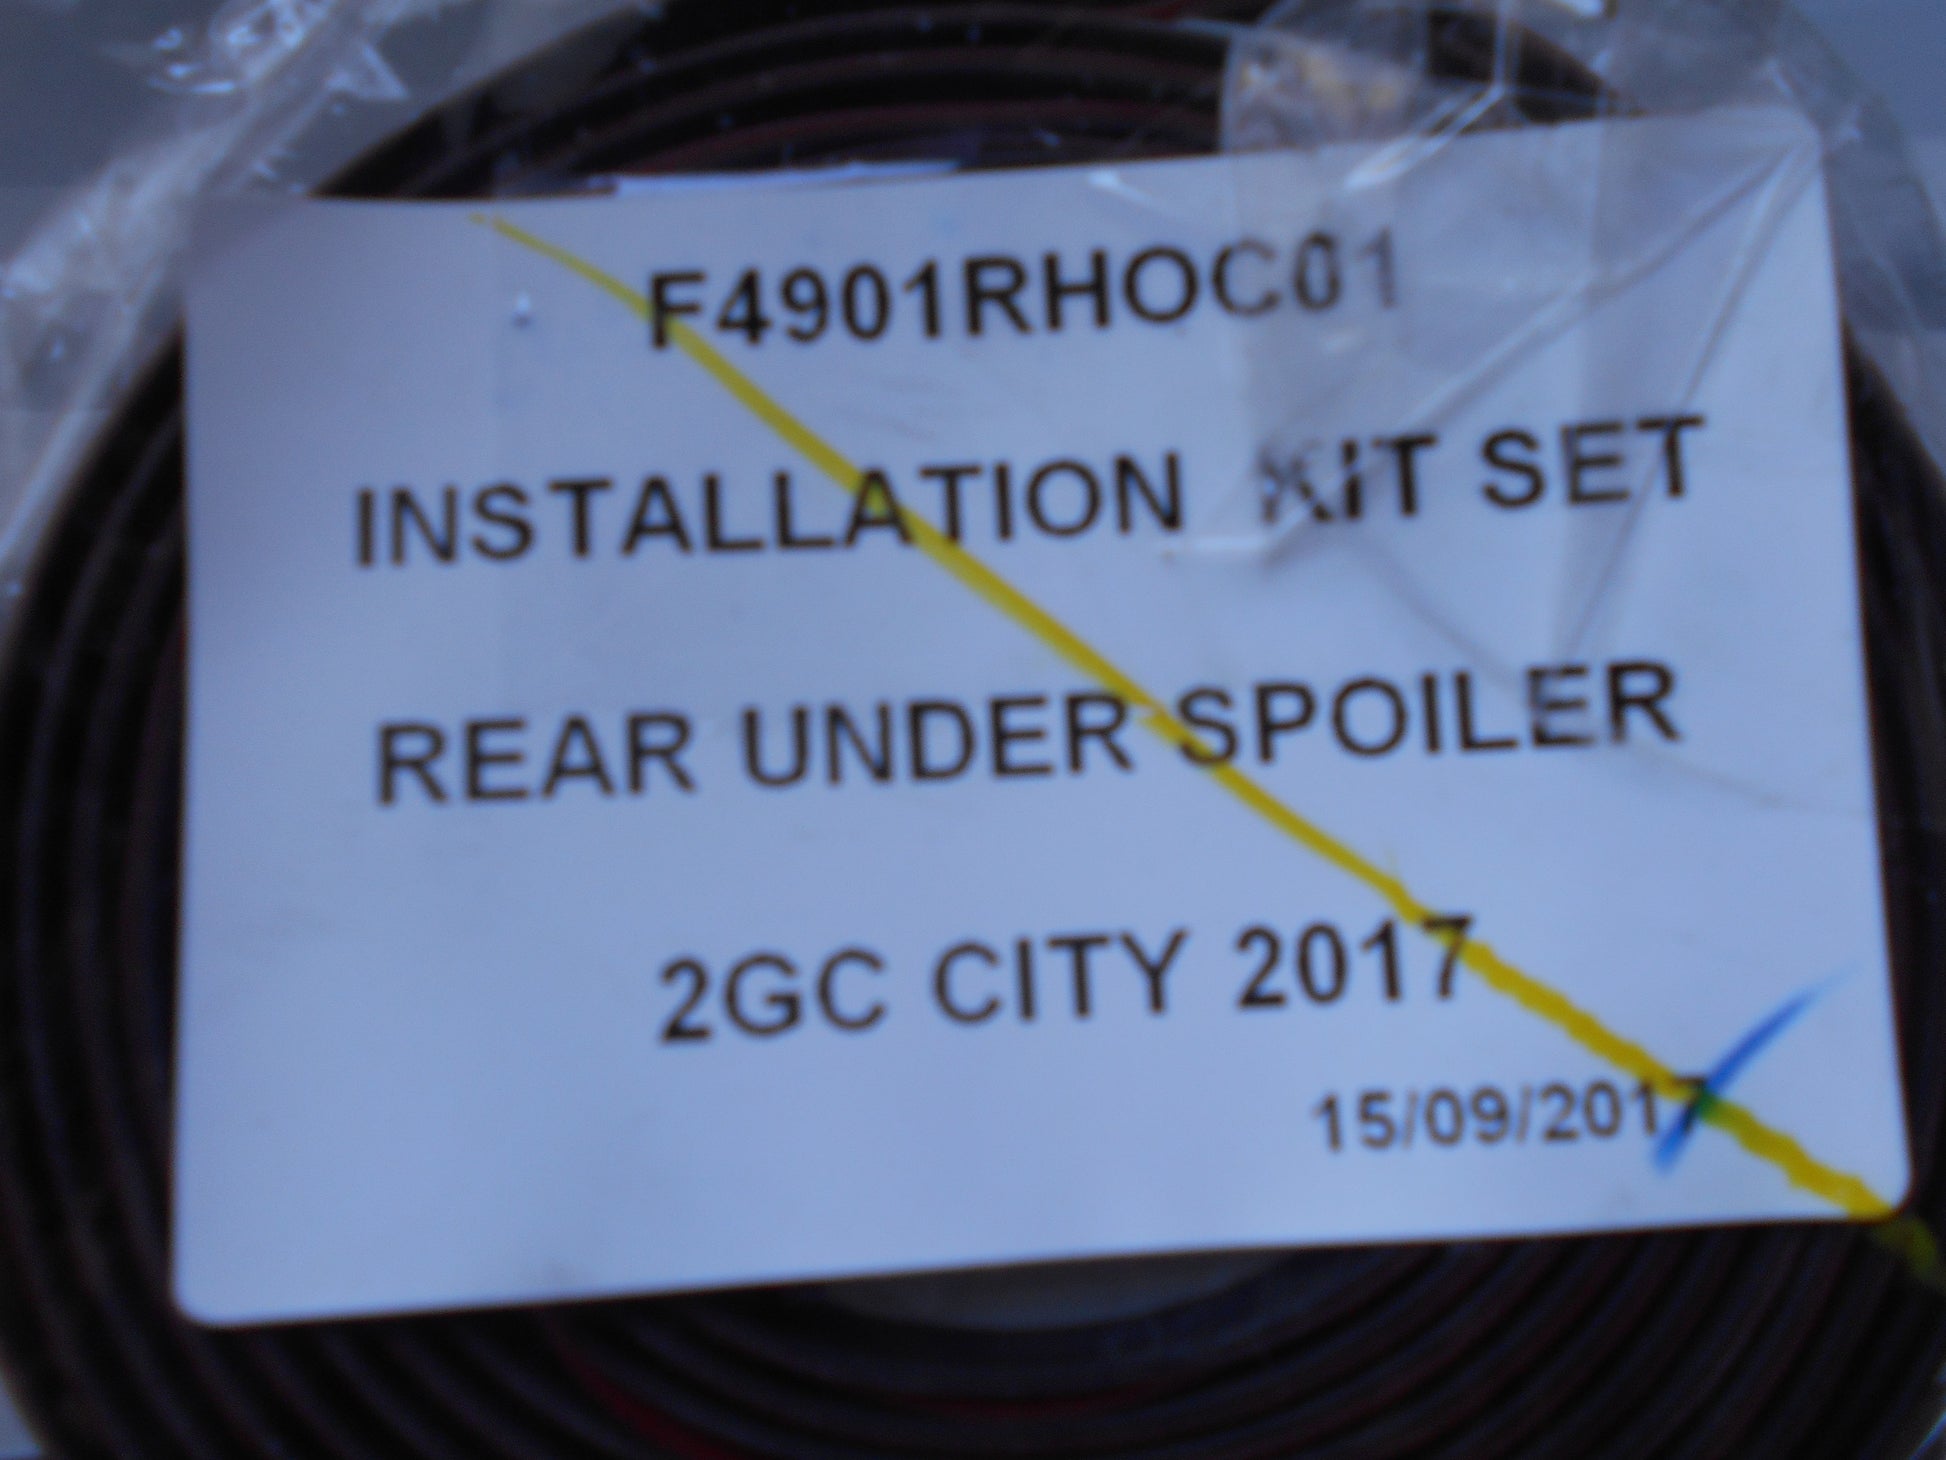 F4901RHOC01
INSTALLATION KIT SET
REAR UNDER SPOILER
2GC CITY 2017
15/09/2017